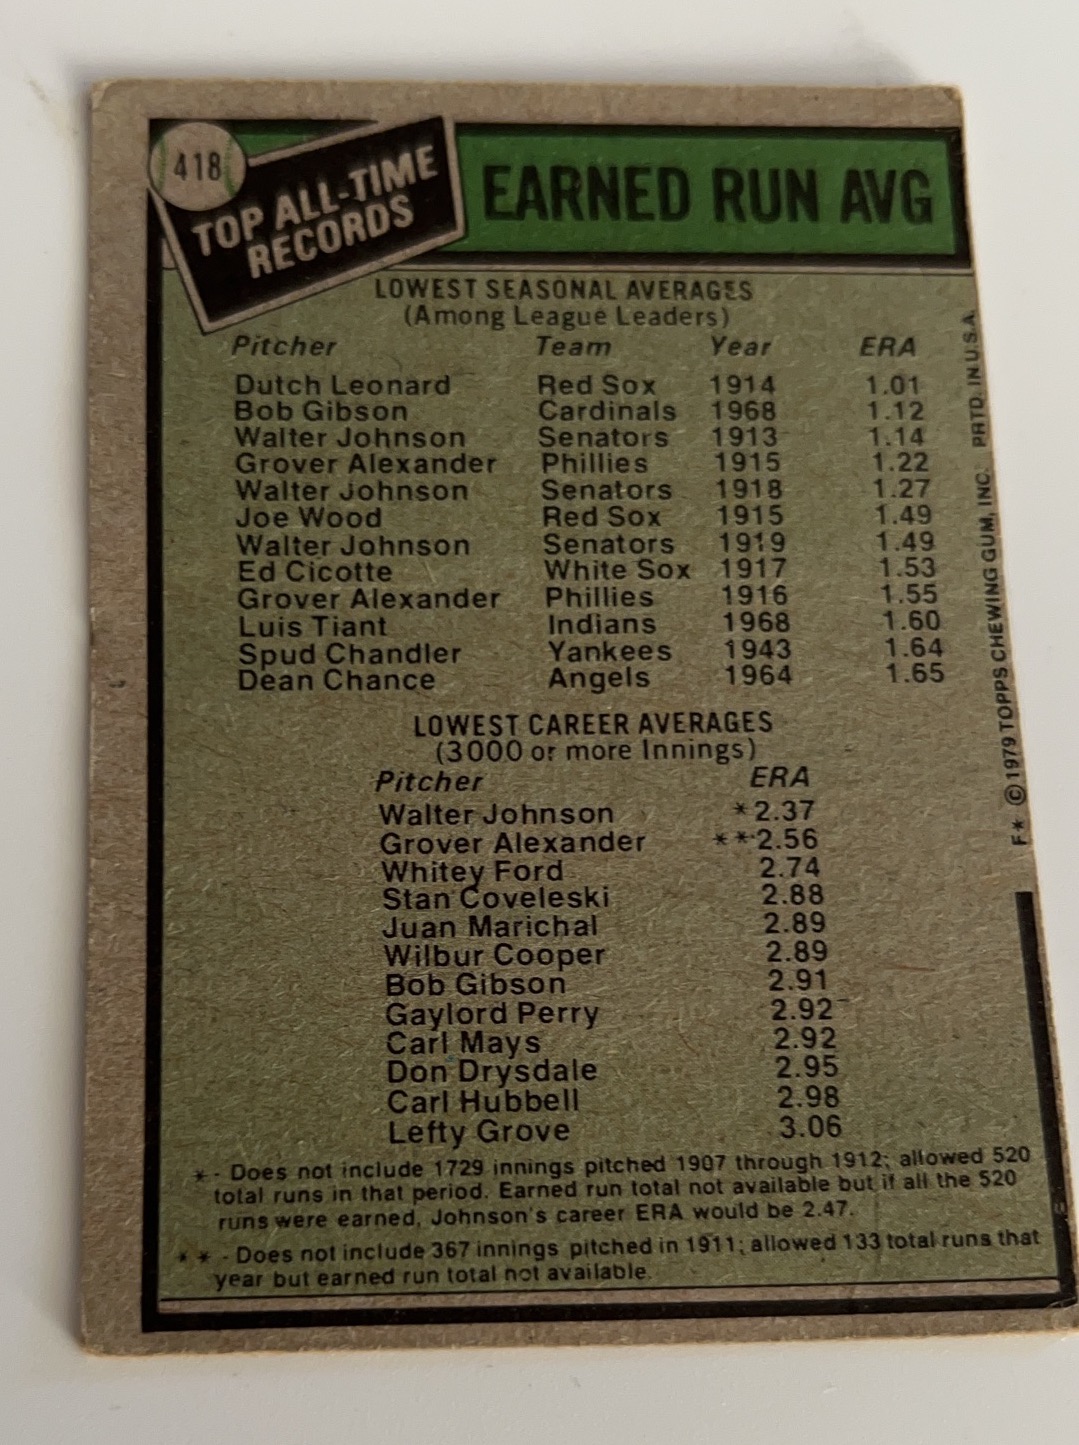 418
TOP ALL-TIME
RECORDS
EARNED RUN AVG
LOWEST SEASONAL AVERAGES
(Among League Leaders)
Pitcher Team Year ERA
Dutch Leonard Red Sox 1914 1.01
Bob Gibson Cardinals 1968 1.12
Walter Johnson Senators 1913 1.14
Grover Alexander Phillies 1915 1.22
Walter Johnson Senators 1918 1.27
Joe Wood Red Sox 1915 1.49
Walter Johnson Senators 1919 1.49
Ed Cicotte White Sox 1917 1.53
Grover Alexander Phillies 1916 1.55
Luis Tiant Indians 1968 1.60
Spud Chandler Yankees 1943 1.64
Dean Chance Angels 1964 1.65
LOWEST CAREER AVERAGES
(3000 or more Innings)
Pitcher ERA
Walter Johnson *2.37
Grover Alexander **2.56
Whitey Ford 2.74
Stan Coveleski 2.88
Juan Marichal 2.89
Wilbur Cooper 2.89
Bob Gibson 2.91
Gaylord Perry 2.92
Carl Mays 2.92
Don Drysdale 2.95
Carl Hubbell 2.98
Lefty Grove 3.06
* - Does not include 1729 innings pitched 1907 through 1912; allowed 520
total runs in that period. Earned run total not available but if all the 520
runs were earned, Johnson's career ERA would be 2.47.
* * - Does not include 367 innings pitched in 1911; allowed 133 total runs that
year but earned run total not available.
F* ©1979 TOPPS CHEWING GUM, INC. PRTD. IN U.S.A.